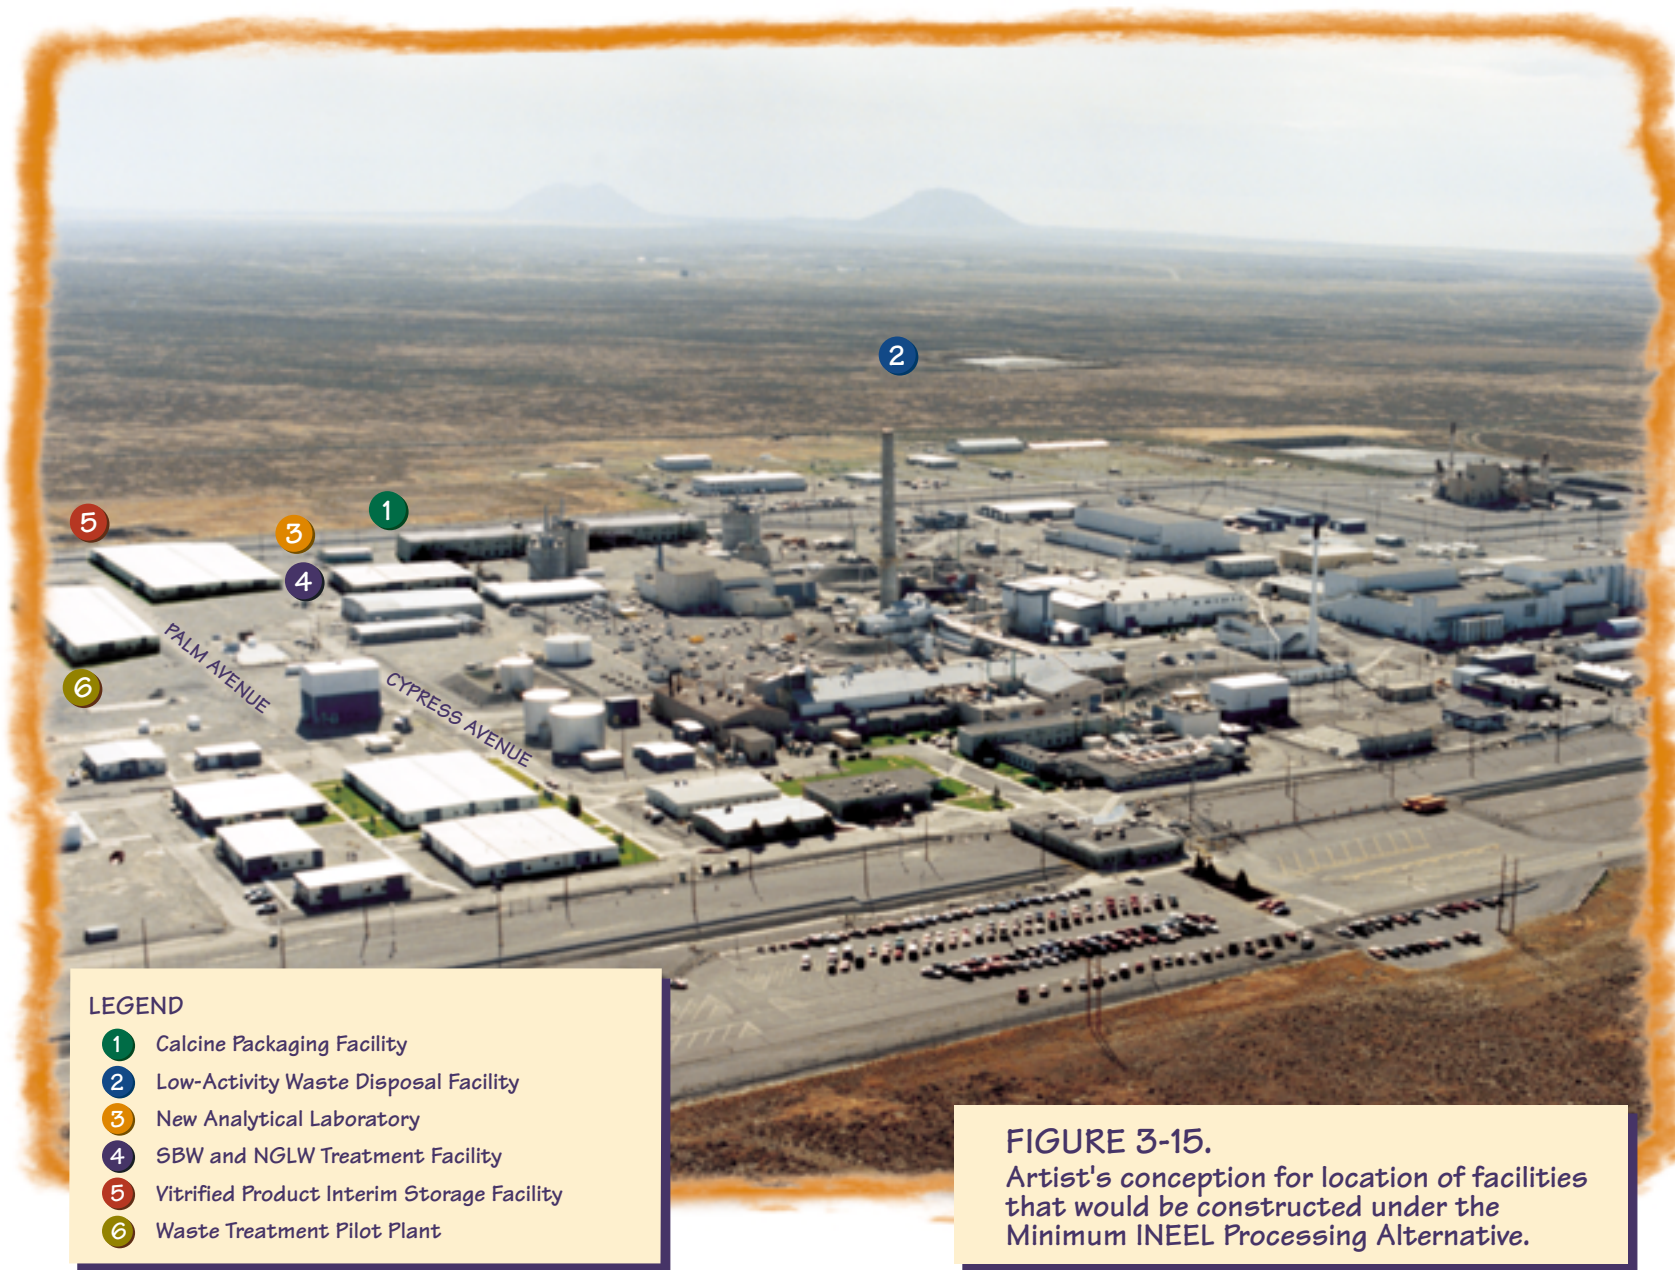 2
5
3
1
4
6
PALM AVENUE
CYPRESS AVENUE
LEGEND
1 Calcine Packaging Facility
2 Low-Activity Waste Disposal Facility
3 New Analytical Laboratory
4 SBW and NGLW Treatment Facility
5 Vitrified Product Interim Storage Facility
6 Waste Treatment Pilot Plant
FIGURE 3-15.
Artist's conception for location of facilities
that would be constructed under the
Minimum INEEL Processing Alternative.